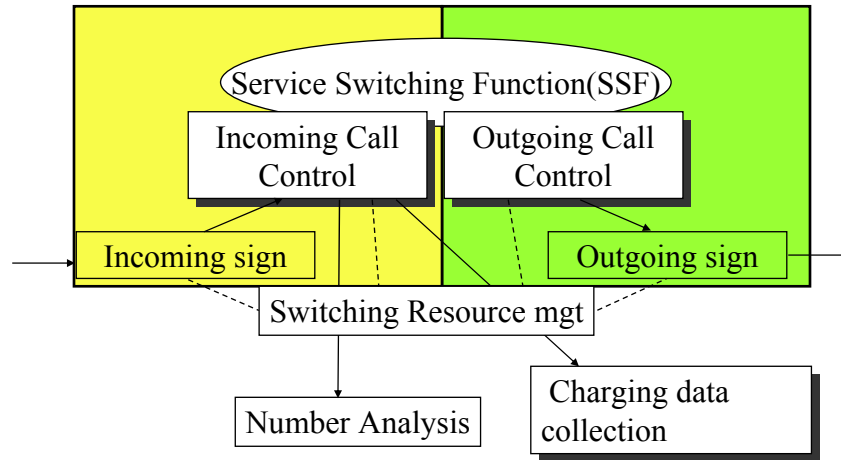 Service Switching Function(SSF)
Incoming Call
Control
Outgoing Call
Control
Incoming sign
Outgoing sign
Switching Resource mgt
Number Analysis
Charging data
collection